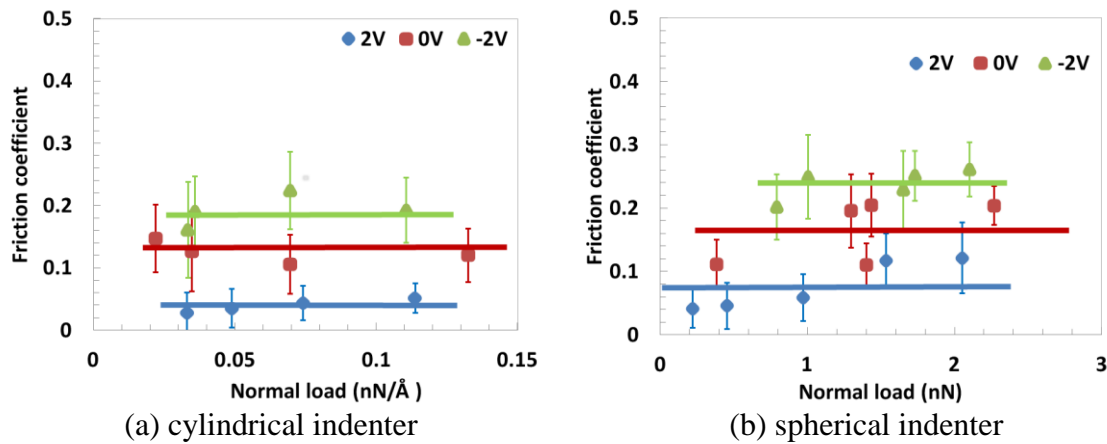 0.5
0.4
0.3
0.2
0.1
0
Friction coefficient
2V 0V -2V
0 0.05 0.1 0.15
Normal load (nN/Å )
(a) cylindrical indenter
0.5
0.4
0.3
0.2
0.1
0
Friction coefficient
2V 0V -2V
0 1 2 3
Normal load (nN)
(b) spherical indenter